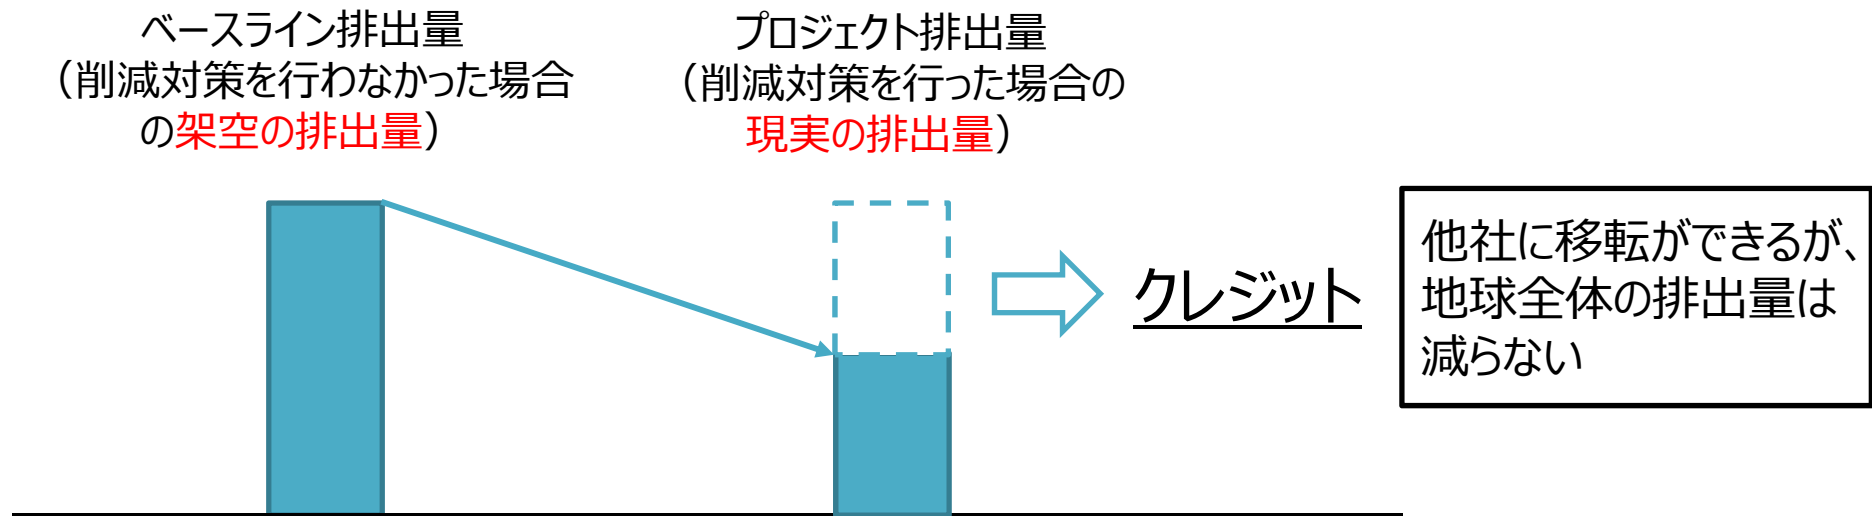 ベースライン排出量
（削減対策を行わなかった場合
の架空の排出量）
プロジェクト排出量
（削減対策を行った場合の
現実の排出量）
クレジット
他社に移転ができるが、
地球全体の排出量は
減らない